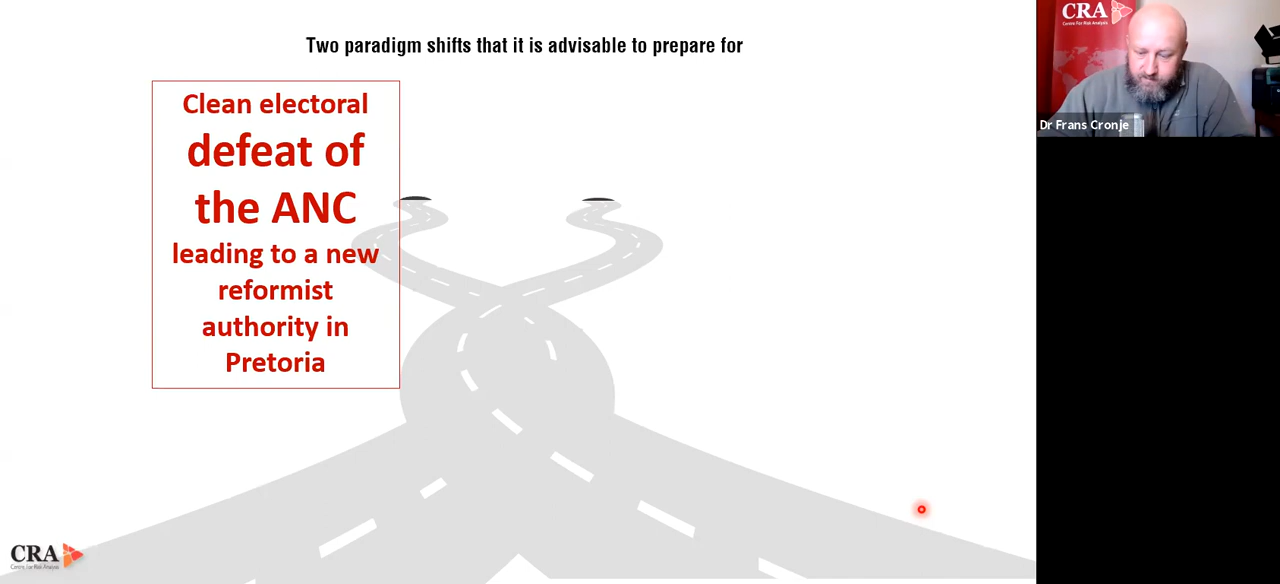 Two paradigm shifts that it is advisable to prepare for
Clean electoral
defeat of
the ANC
leading to a new
reformist
authority in
Pretoria
CRA
Centre For Risk Analysis
CRA
Centre For Risk Analysis
Dr Frans Cronje